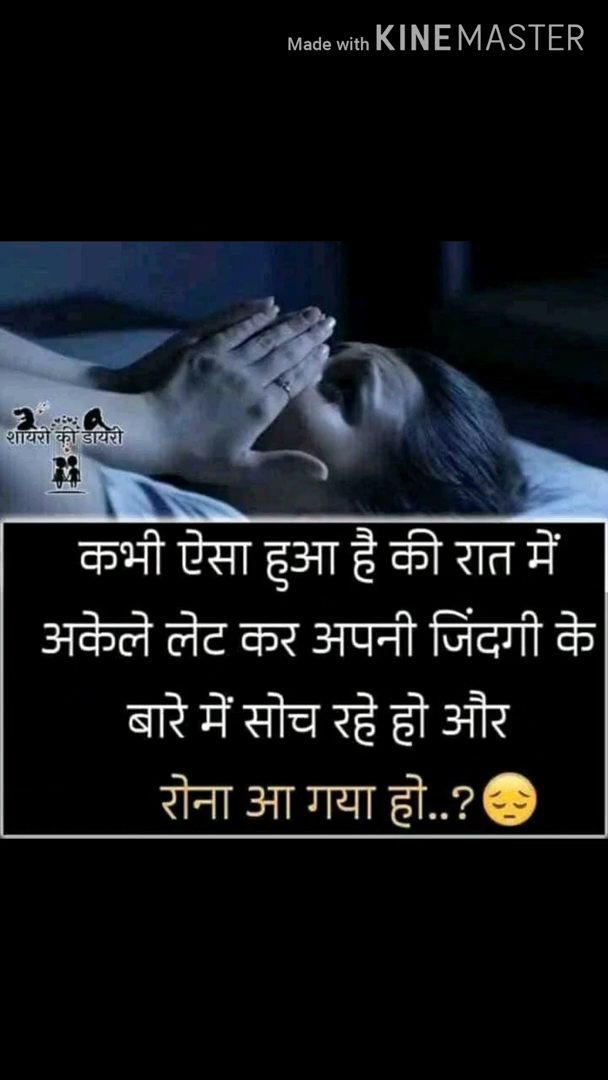 Made with KINEMASTER
शायरी की डायरी
कभी ऐसा हुआ है की रात में
अकेले लेट कर अपनी जिंदगी के
बारे में सोच रहे हो और
रोना आ गया हो..?😔